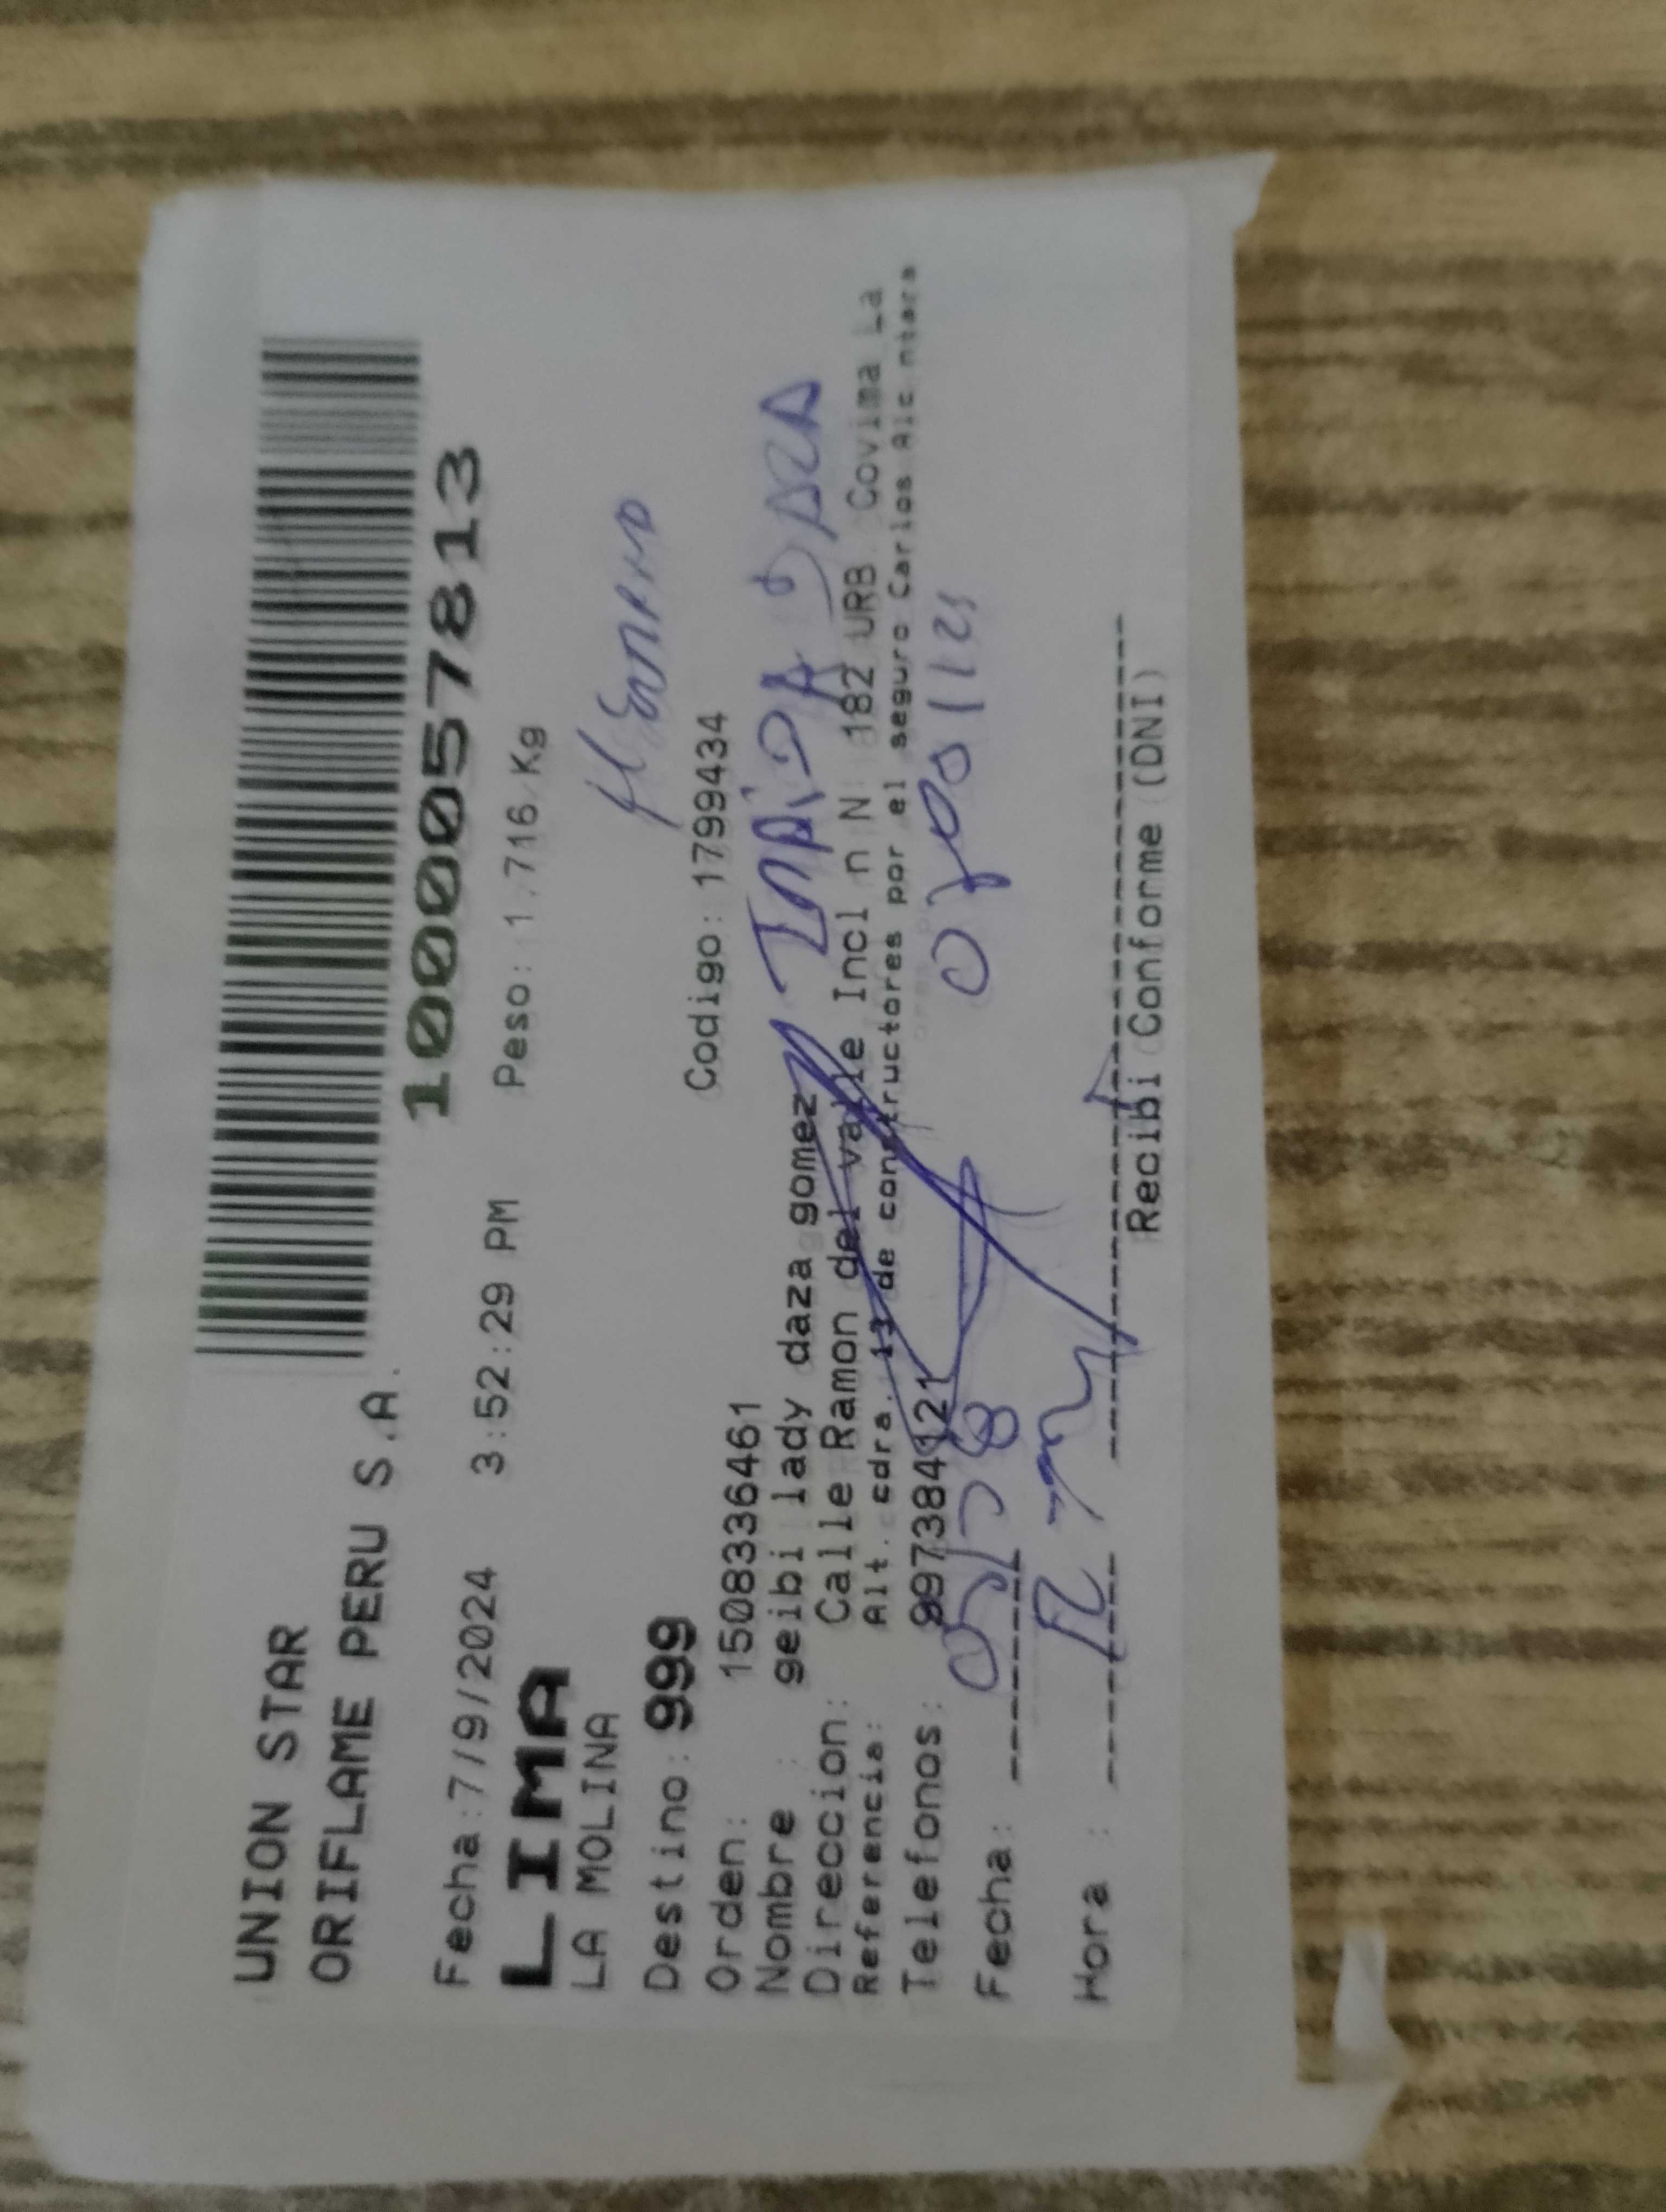 UNION STAR
ORIFLAME PERU S.A.
1000057813
Fecha:7/9/2024 3:52:29 PM Peso:1.716 Kg
LIMA
LA MOLINA
Destino: 999
Orden: 1508336461 Codigo:1799434
Nombre : geibi lady daza gomez
DAZA
Direccion: Calle Ramon del valle Incl n N 182 URB. Covima La
Referencia: Alt. cdra. 13 de constructores por el seguro Carlos Alc ntara
Telefonos: 997384121
Fecha:
Hora :
Recibi Conforme (DNI)